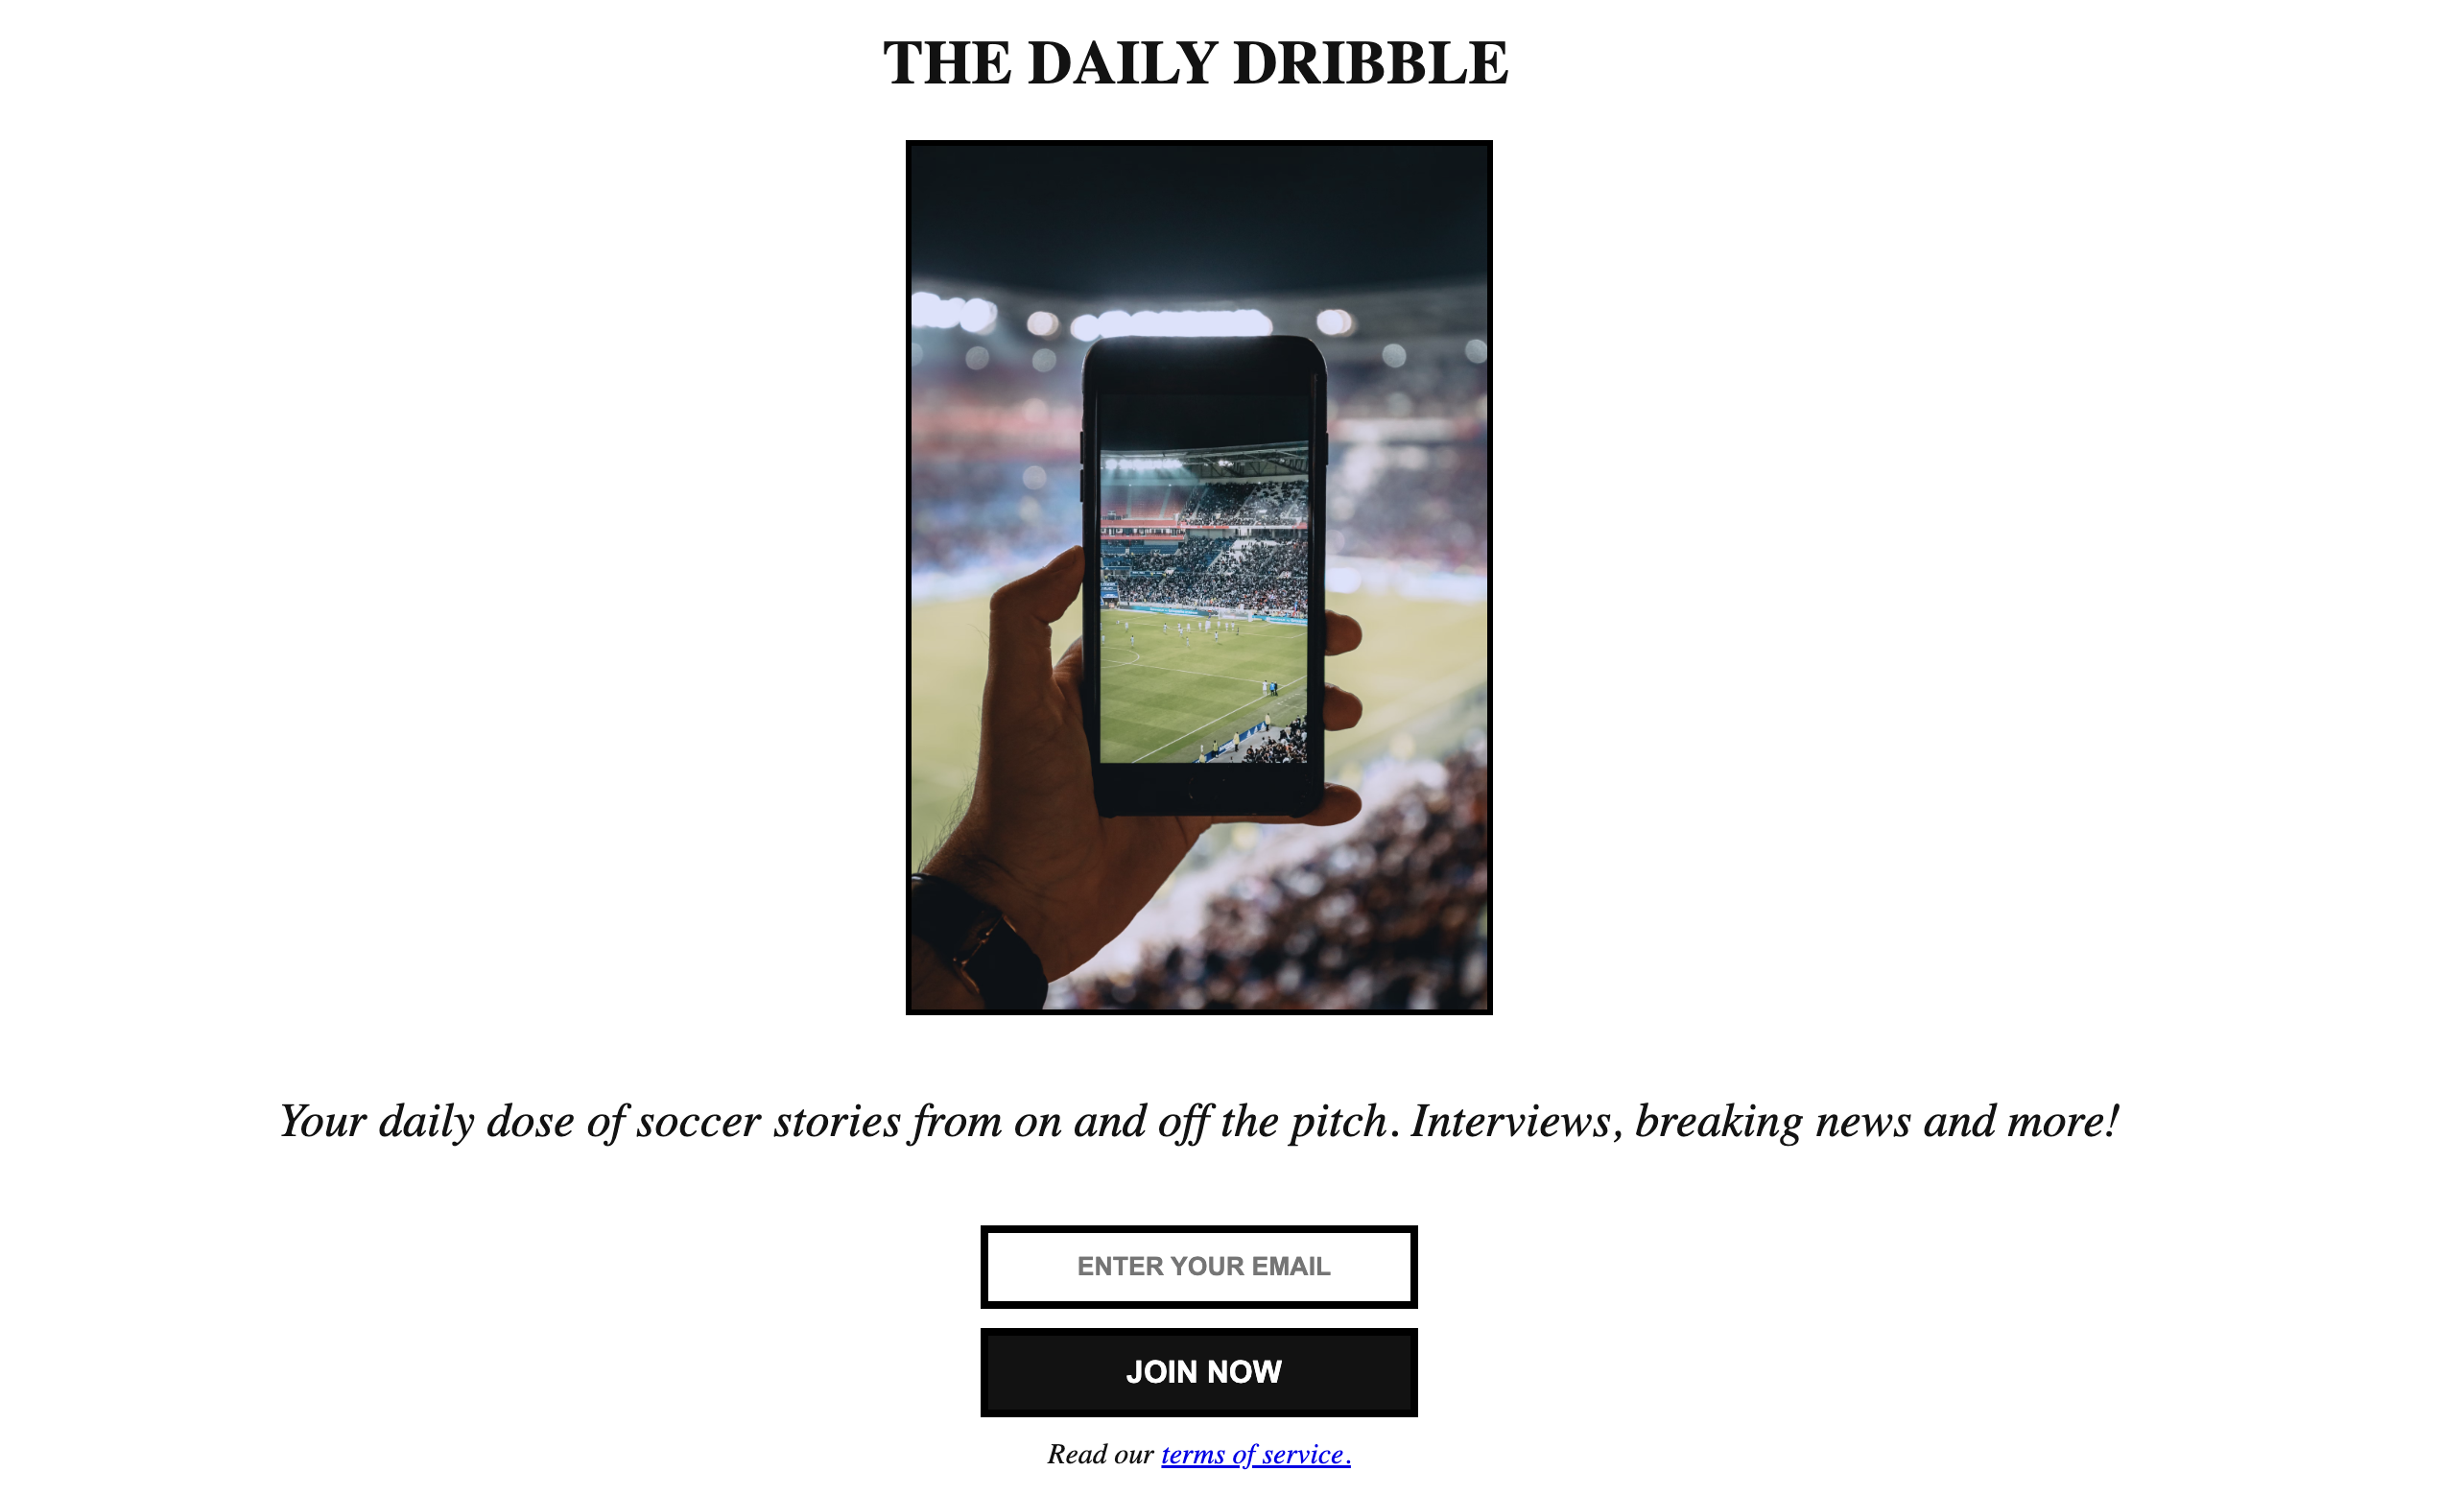 THE DAILY DRIBBLE
Your daily dose of soccer stories from on and off the pitch. Interviews, breaking news and more!
ENTER YOUR EMAIL
JOIN NOW
Read our terms of service.